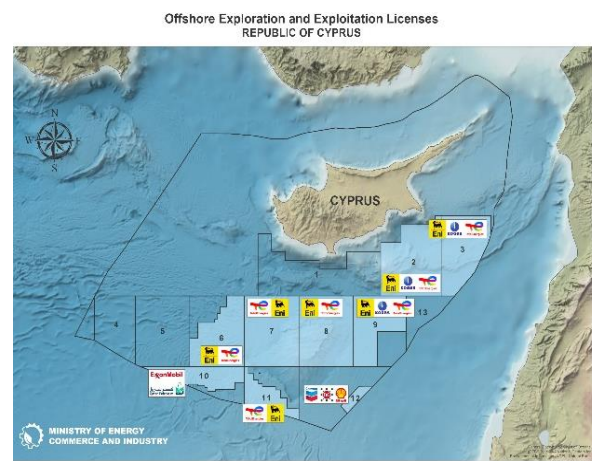 Offshore Exploration and Exploitation Licenses
REPUBLIC OF CYPRUS
N
W
E
S
CYPRUS
Eni
KOGAS
3
2
Eni
KOGAS
1
4
5
6
7
Eni
Eni
8
Eni
KOGAS
9
13
Eni
10
ExxonMobil
11
Eni
12
MINISTRY OF ENERGY
COMMERCE AND INDUSTRY